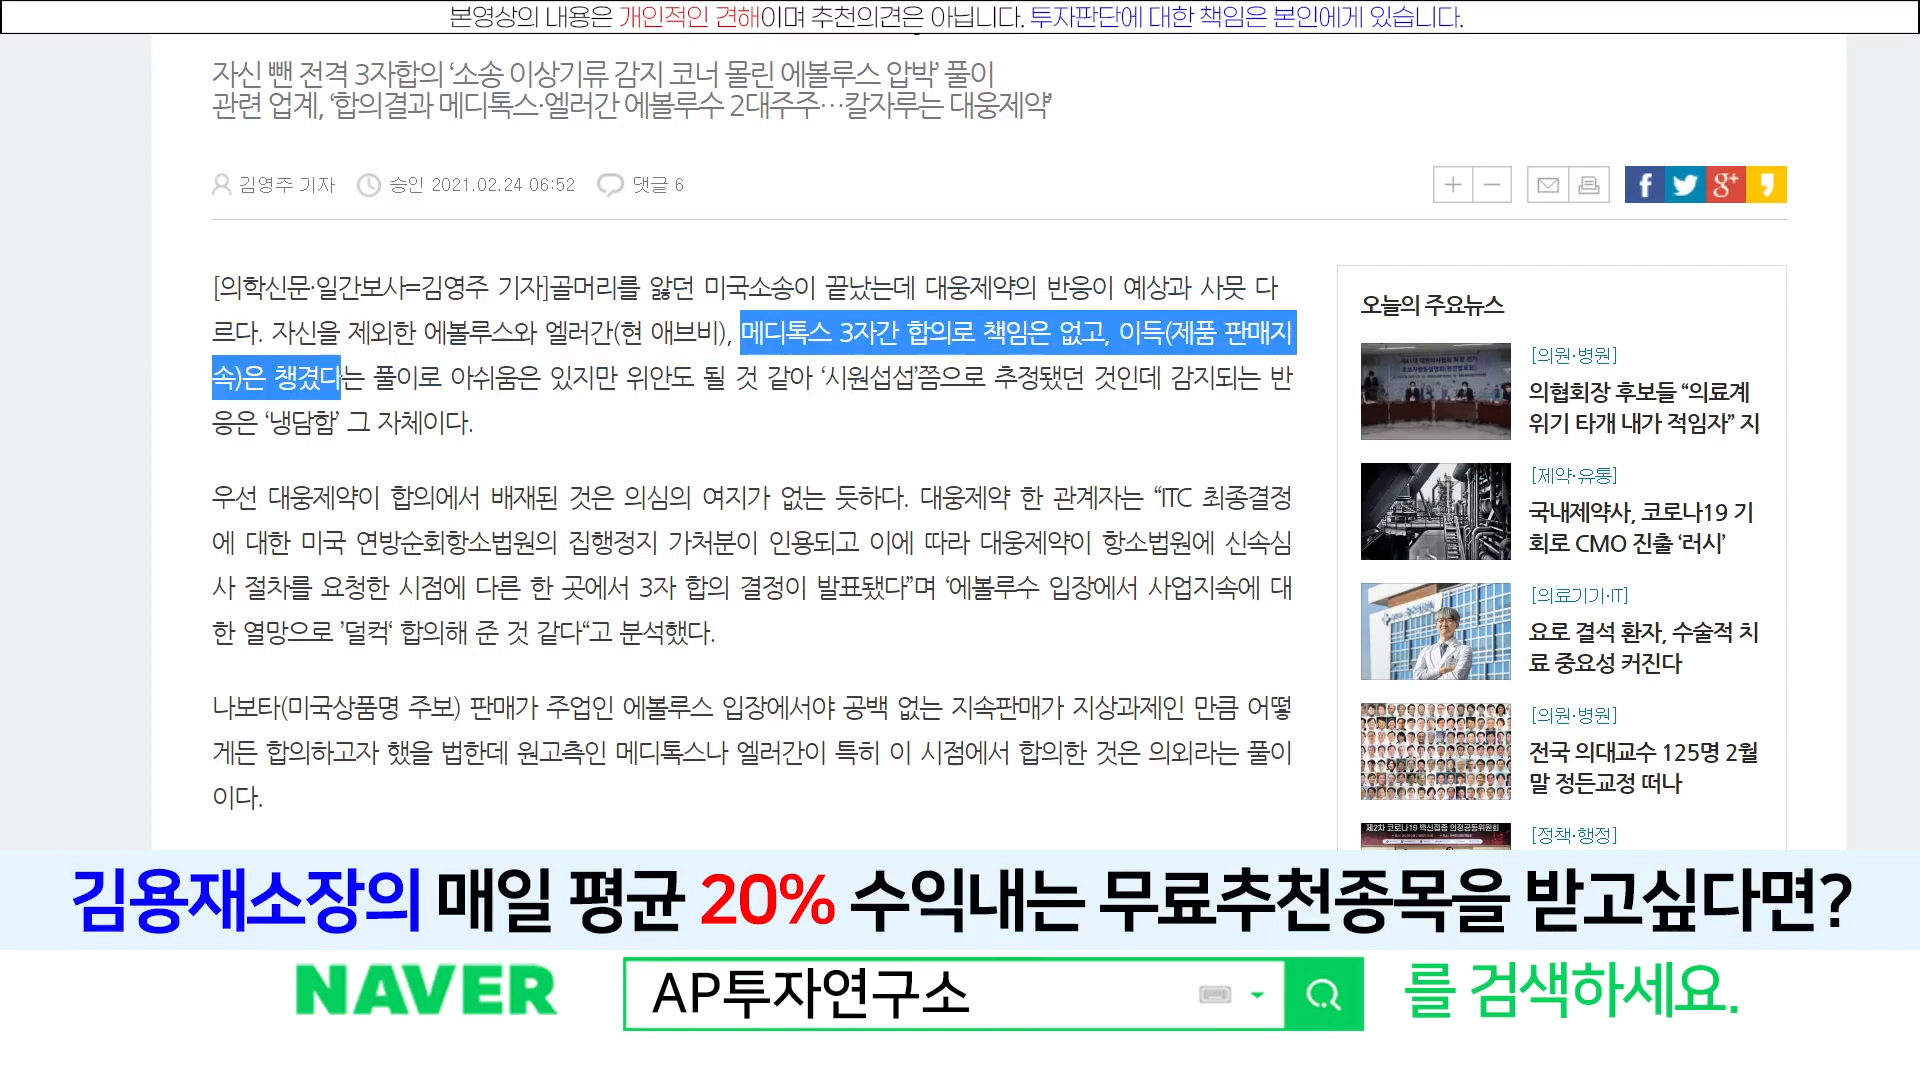 본영상의 내용은 개인적인 견해이며 추천의견은 아닙니다. 투자판단에 대한 책임은 본인에게 있습니다.
자신 뺀 전격 3자합의 ‘소송 이상기류 감지 코너 몰린 에볼루스 압박’ 풀이
관련 업계, ‘합의결과 메디톡스·엘러간 에볼루수 2대주주…칼자루는 대웅제약’
김영주 기자 승인 2021.02.24 06:52 댓글 6
[의학신문·일간보사=김영주 기자]골머리를 앓던 미국소송이 끝났는데 대웅제약의 반응이 예상과 사뭇 다
르다. 자신을 제외한 에볼루스와 엘러간(현 애브비), 메디톡스 3자간 합의로 책임은 없고, 이득(제품 판매지
속)은 챙겼다는 풀이로 아쉬움은 있지만 위안도 될 것 같아 ‘시원섭섭’쯤으로 추정됐던 것인데 감지되는 반
응은 ‘냉담함’ 그 자체이다.
우선 대웅제약이 합의에서 배재된 것은 의심의 여지가 없는 듯하다. 대웅제약 한 관계자는 “ITC 최종결정
에 대한 미국 연방순회항소법원의 집행정지 가처분이 인용되고 이에 따라 대웅제약이 항소법원에 신속심
사 절차를 요청한 시점에 다른 한 곳에서 3자 합의 결정이 발표됐다”며 ‘에볼루수 입장에서 사업지속에 대
한 열망으로 ’덜컥‘ 합의해 준 것 같다“고 분석했다.
나보타(미국상품명 주보) 판매가 주업인 에볼루스 입장에서야 공백 없는 지속판매가 지상과제인 만큼 어떻
게든 합의하고자 했을 법한데 원고측인 메디톡스나 엘러간이 특히 이 시점에서 합의한 것은 의외라는 풀이
이다.
오늘의 주요뉴스
[의원·병원]
의협회장 후보들 “의료계
위기 타개 내가 적임자” 지
[제약·유통]
국내제약사, 코로나19 기
회로 CMO 진출 ‘러시’
[의료기기·IT]
요로 결석 환자, 수술적 치
료 중요성 커진다
[의원·병원]
전국 의대교수 125명 2월
말 정든교정 떠나
[정책·행정]
제2차 코로나19 백신접종 의정공동위원회
김용재소장의 매일 평균 20% 수익내는 무료추천종목을 받고싶다면?
NAVER AP투자연구소 를 검색하세요.